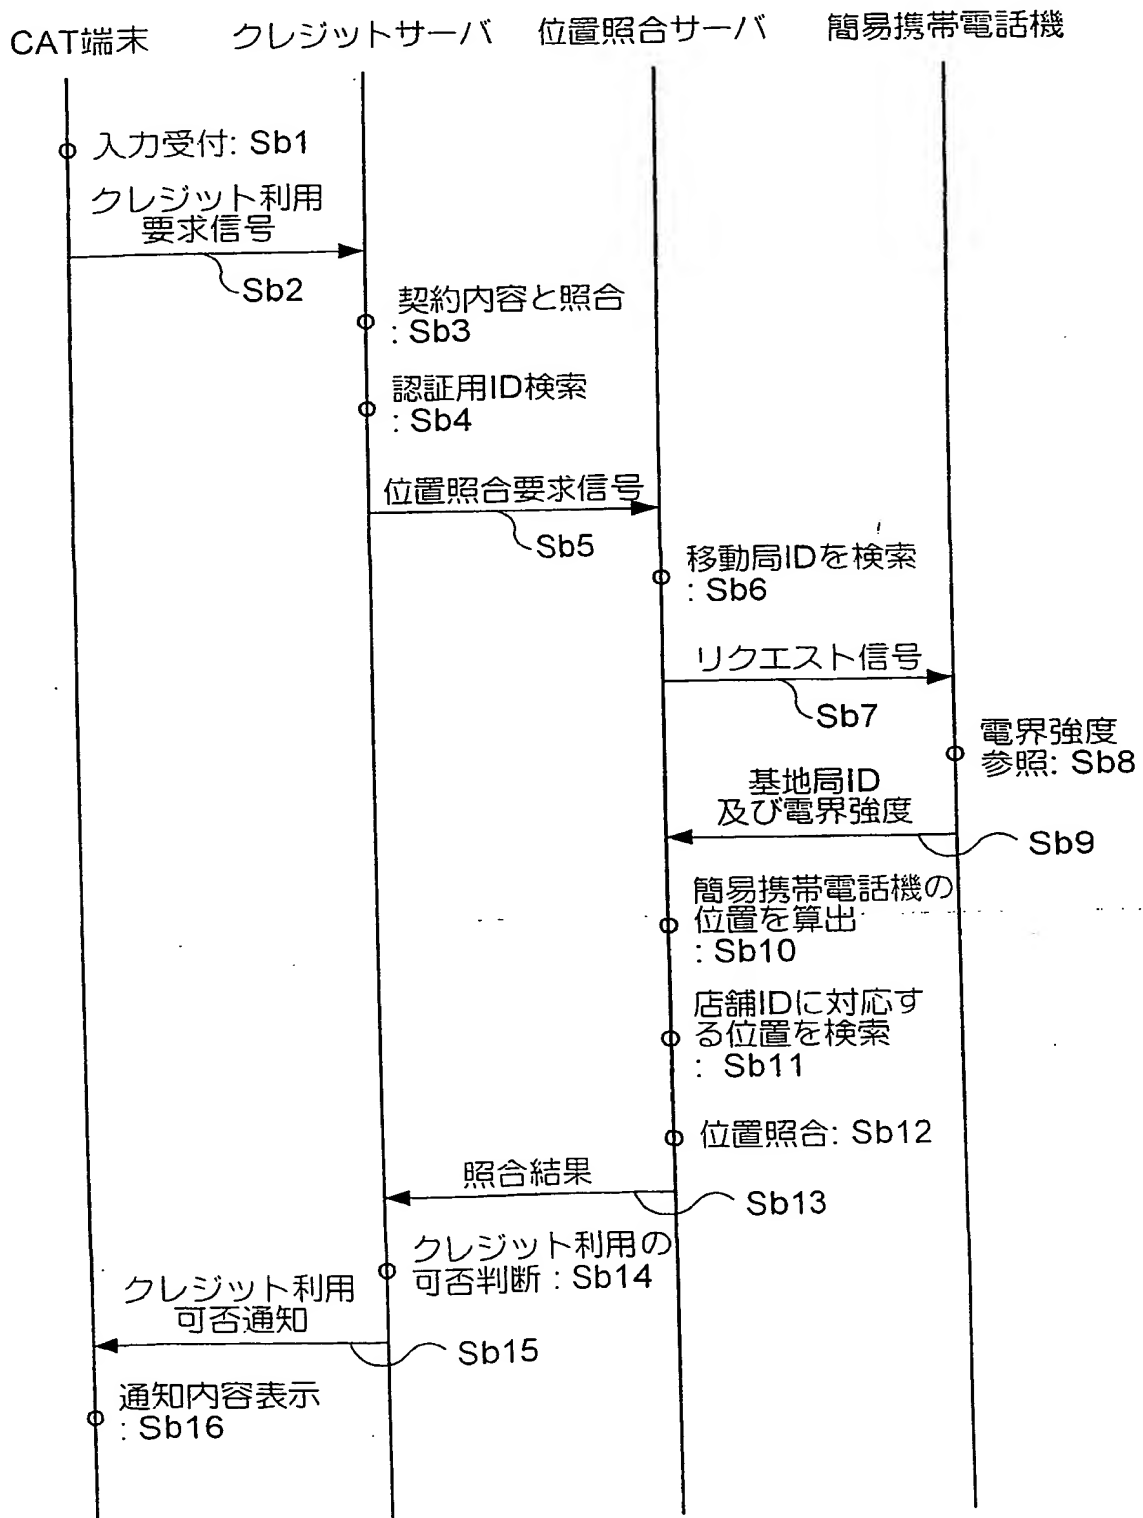 CAT端末
クレジットサーバ
位置照合サーバ
簡易携帯電話機
入力受付: Sb1
クレジット利用
要求信号
Sb2
契約内容と照合
: Sb3
認証用ID検索
: Sb4
位置照合要求信号
Sb5
移動局IDを検索
: Sb6
リクエスト信号
Sb7
電界強度
参照: Sb8
基地局ID
及び電界強度
Sb9
簡易携帯電話機の
位置を算出
: Sb10
店舗IDに対応す
る位置を検索
: Sb11
位置照合: Sb12
照合結果
Sb13
クレジット利用の
可否判断 : Sb14
クレジット利用
可否通知
Sb15
通知内容表示
: Sb16